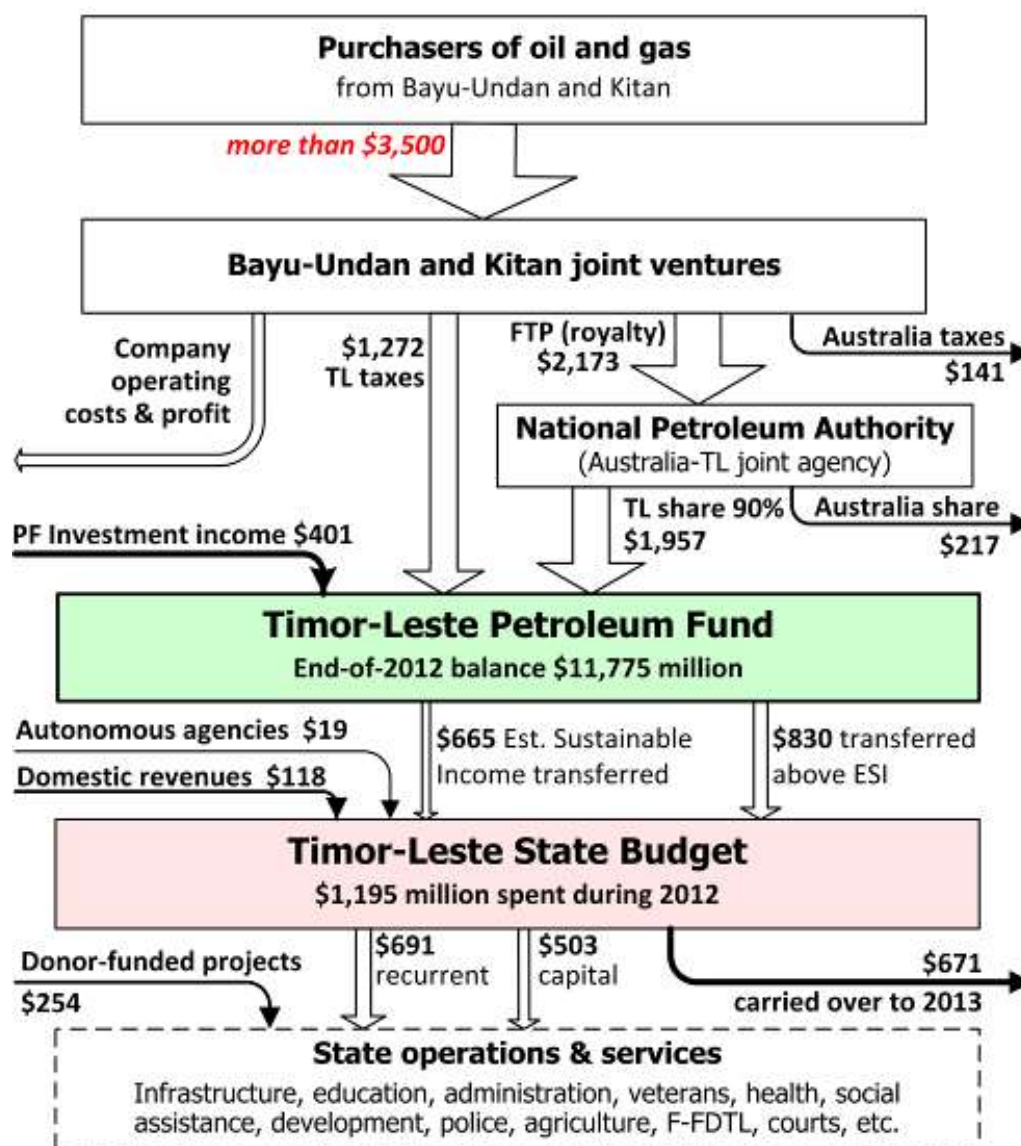 Purchasers of oil and gas
from Bayu-Undan and Kitan
more than $3,500
Bayu-Undan and Kitan joint ventures
Company
operating
costs & profit
$1,272
TL taxes
FTP (royalty)
$2,173
Australia taxes
$141
National Petroleum Authority
(Australia-TL joint agency)
TL share 90%
$1,957
Australia share
$217
PF Investment income $401
Timor-Leste Petroleum Fund
End-of-2012 balance $11,775 million
Autonomous agencies $19
Domestic revenues $118
$665 Est. Sustainable
Income transferred
$830 transferred
above ESI
Timor-Leste State Budget
$1,195 million spent during 2012
Donor-funded projects
$254
$691
recurrent
$503
capital
$671
carried over to 2013
State operations & services
Infrastructure, education, administration, veterans, health, social
assistance, development, police, agriculture, F-FDTL, courts, etc.